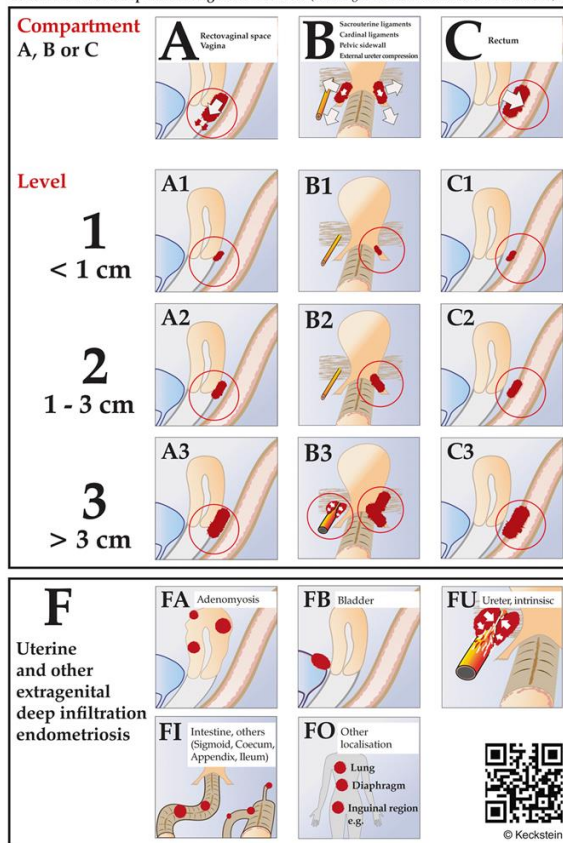 Compartment
A, B or C
A
Rectovaginal space
Vagina
B
Sacrouterine ligaments
Cardinal ligaments
Pelvic sidewall
External ureter compression
C
Rectum
Level
1
< 1 cm
A1
B1
C1
2
1 - 3 cm
A2
B2
C2
3
> 3 cm
A3
B3
C3
F
Uterine
and other
extragenital
deep infiltration
endometriosis
FA
Adenomyosis
FB
Bladder
FU
Ureter, intrinsisc
FI
Intestine, others
(Sigmoid, Coecum,
Appendix, Ileum)
FO
Other
localisation
Lung
Diaphragm
Inguinal region
e.g.
© Keckstein